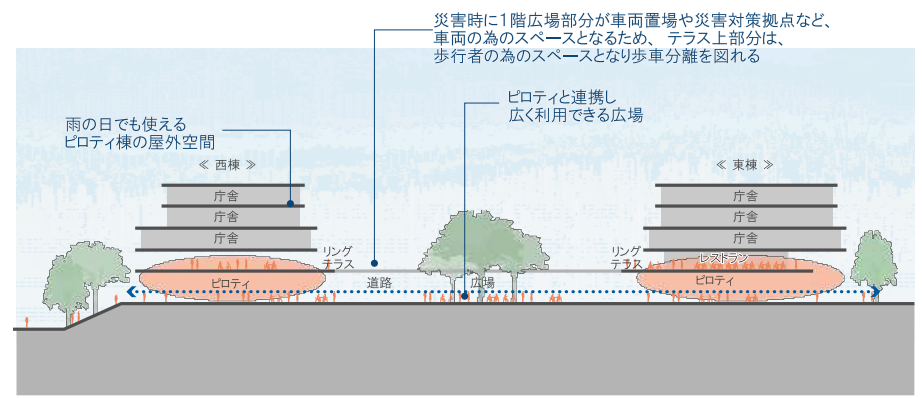 災害時に1階広場部分が車両置場や災害対策拠点など、
車両の為のスペースとなるため、 テラス上部分は、
歩行者の為のスペースとなり歩車分離を図れる
ピロティと連携し
広く利用できる広場
雨の日でも使える
ピロティ棟の屋外空間
≪ 西棟 ≫
≪ 東棟 ≫
庁舎
庁舎
庁舎
庁舎
庁舎
庁舎
リング
テラス
リング
テラス
レストラン
ピロティ
道路
広場
ピロティ